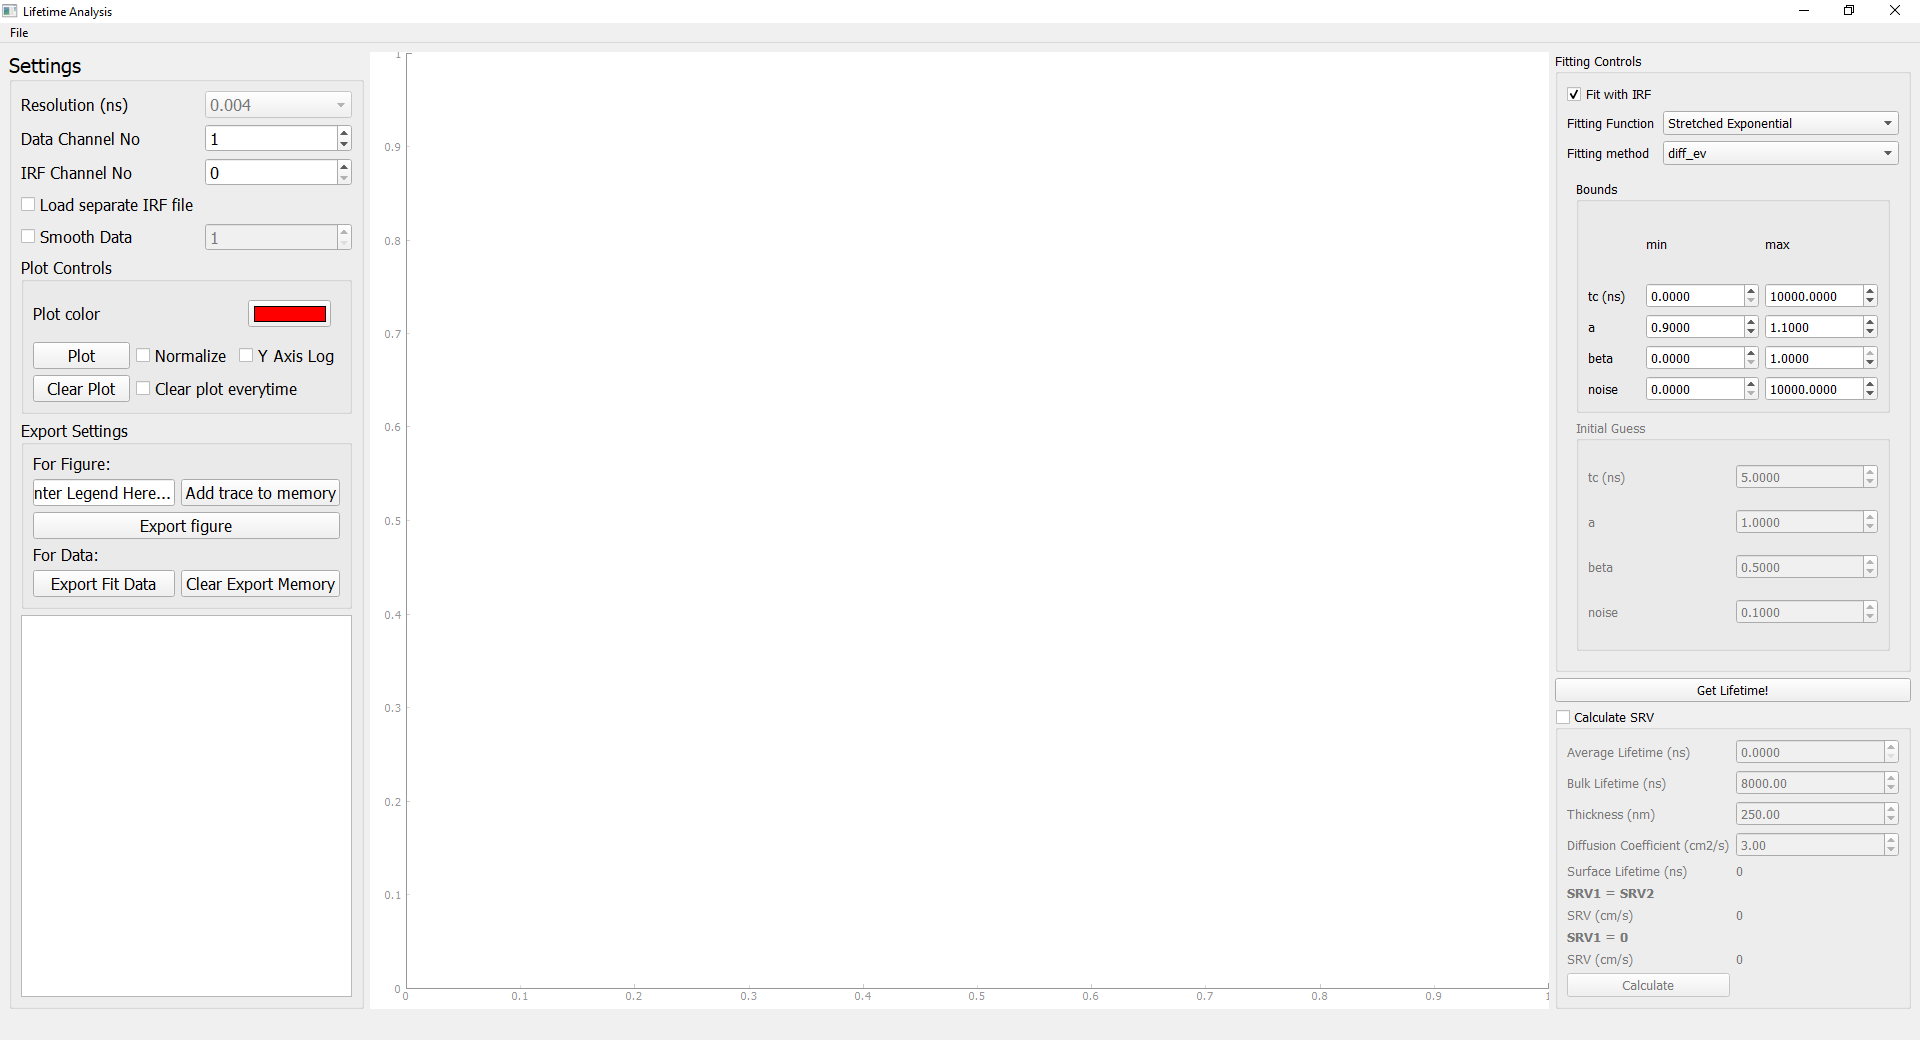 Lifetime Analysis
File
Settings
Resolution (ns) 0.004
Data Channel No 1
IRF Channel No 0
Load separate IRF file
Smooth Data 1
Plot Controls
Plot color
Plot Normalize Y Axis Log
Clear Plot Clear plot everytime
Export Settings
For Figure:
nter Legend Here... Add trace to memory
Export figure
For Data:
Export Fit Data Clear Export Memory
1
0.9
0.8
0.7
0.6
0.5
0.4
0.3
0.2
0.1
0
0 0.1 0.2 0.3 0.4 0.5 0.6 0.7 0.8 0.9 1
Fitting Controls
Fit with IRF
Fitting Function Stretched Exponential
Fitting method diff_ev
Bounds
min max
tc (ns) 0.0000 10000.0000
a 0.9000 1.1000
beta 0.0000 1.0000
noise 0.0000 10000.0000
Initial Guess
tc (ns) 5.0000
a 1.0000
beta 0.5000
noise 0.1000
Get Lifetime!
Calculate SRV
Average Lifetime (ns) 0.0000
Bulk Lifetime (ns) 8000.00
Thickness (nm) 250.00
Diffusion Coefficient (cm2/s) 3.00
Surface Lifetime (ns) 0
SRV1 = SRV2
SRV (cm/s) 0
SRV1 = 0
SRV (cm/s) 0
Calculate